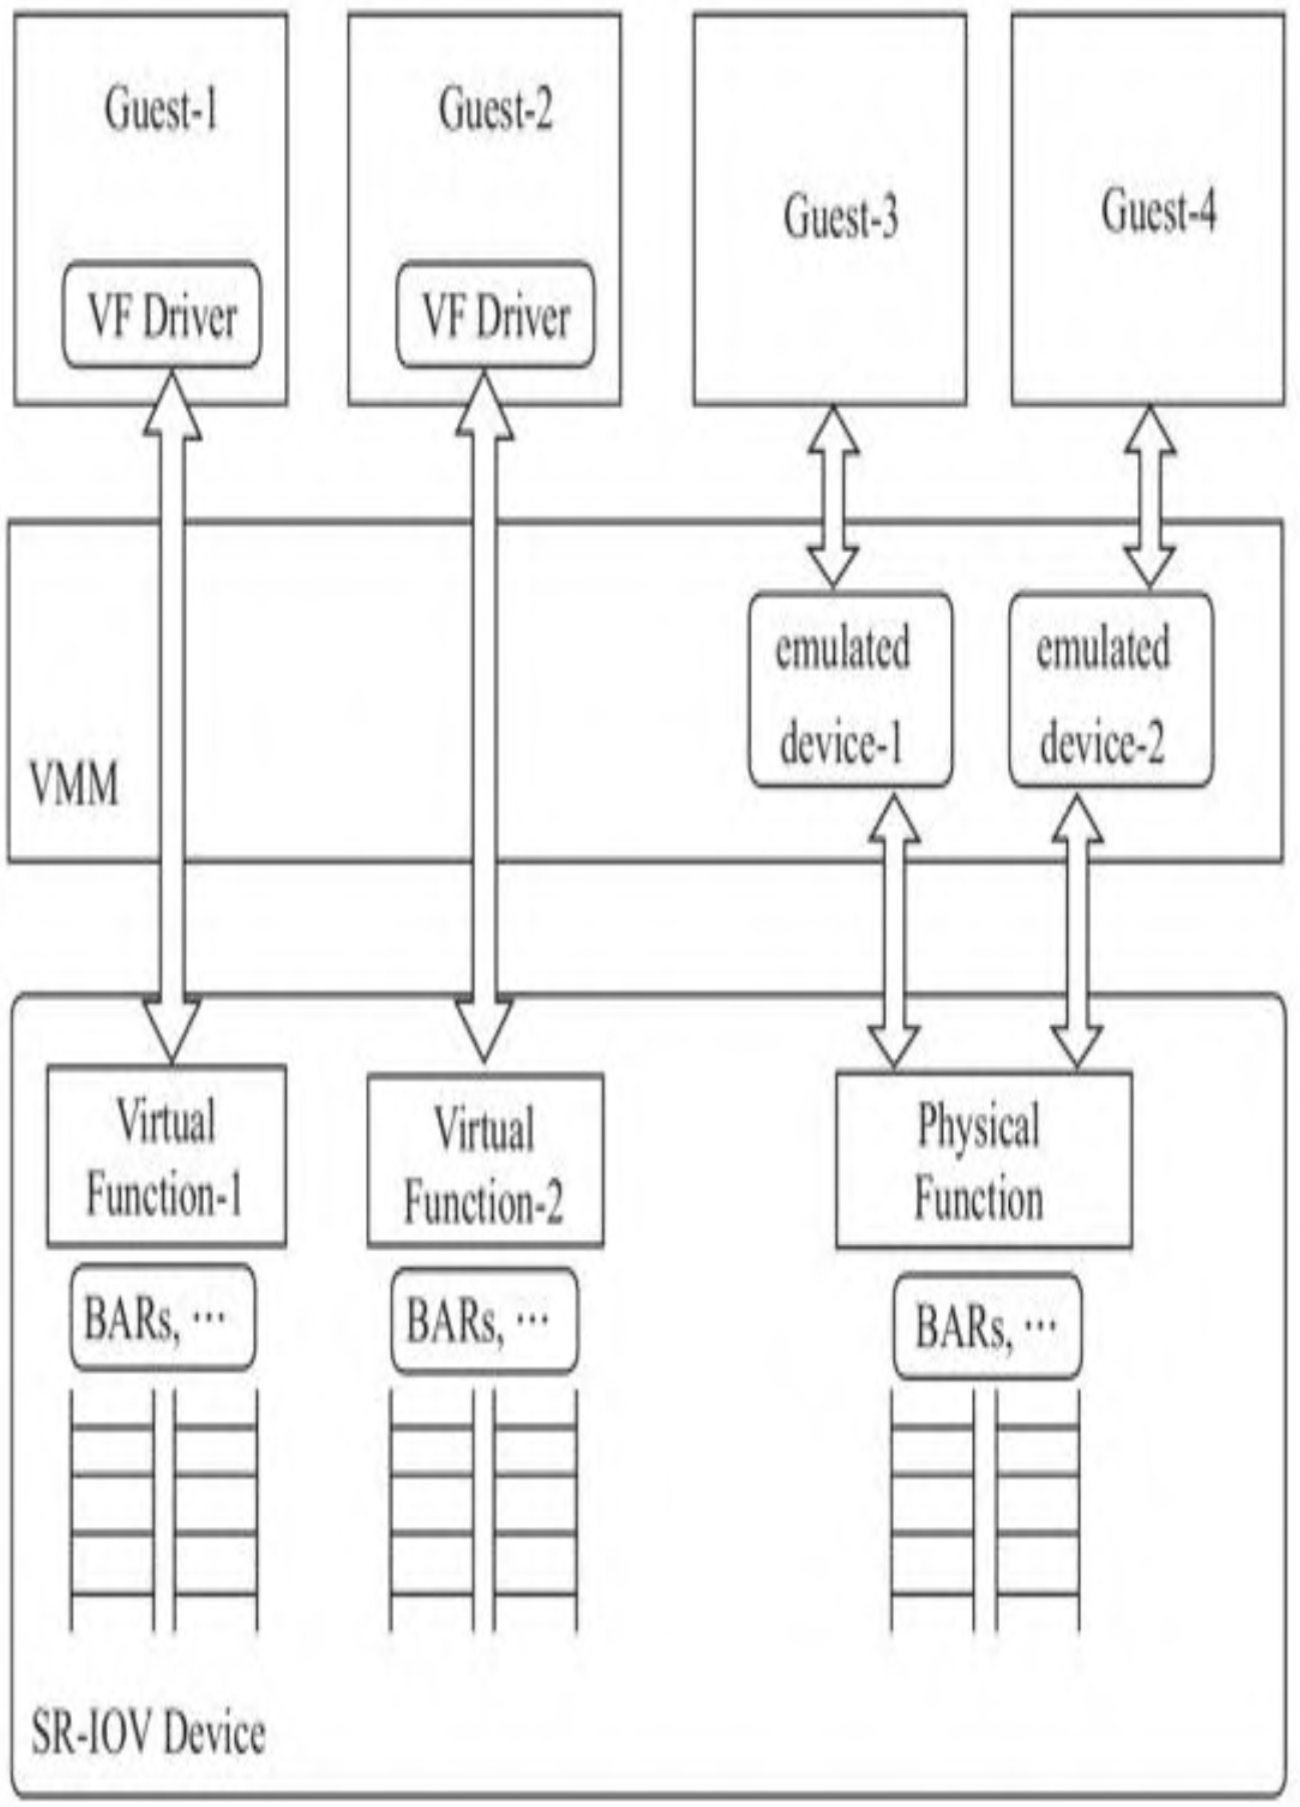 Guest-1
Guest-2
Guest-3
Guest-4
VF Driver
VF Driver
emulated
device-1
emulated
device-2
VMM
Virtual
Function-1
Virtual
Function-2
Physical
Function
BARs, ···
BARs, ···
BARs, ···
SR-IOV Device